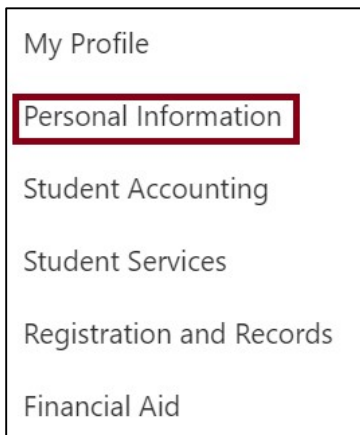 My Profile
Personal Information
Student Accounting
Student Services
Registration and Records
Financial Aid